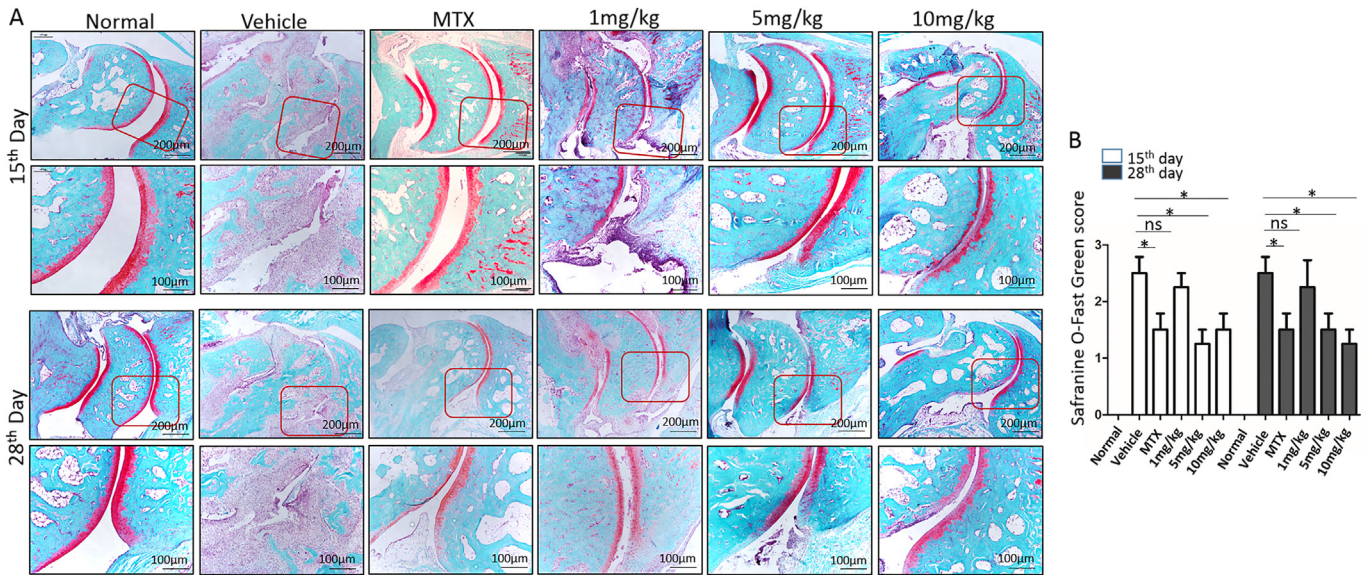 A
Normal Vehicle MTX 1mg/kg 5mg/kg 10mg/kg
15th Day
200µm 200µm 200µm 200µm 200µm 200µm
100µm 100µm 100µm 100µm 100µm 100µm
28th Day
200µm 200µm 200µm 200µm 200µm 200µm
100µm 100µm 100µm 100µm 100µm 100µm
B
15th day
28th day
Safranine O-Fast Green score
* *
* *
ns ns
* *
3
2
1
0
Normal Vehicle MTX 1mg/kg 5mg/kg 10mg/kg Normal Vehicle MTX 1mg/kg 5mg/kg 10mg/kg